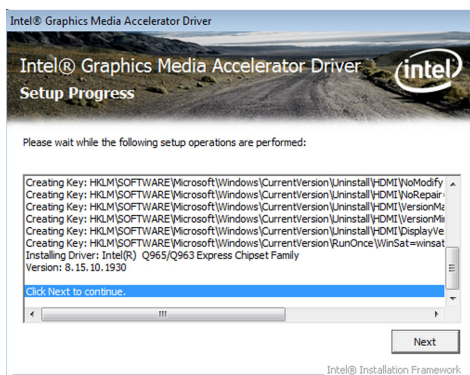 Intel® Graphics Media Accelerator Driver
Intel® Graphics Media Accelerator Driver
intel
Setup Progress
Please wait while the following setup operations are performed:
Creating Key: HKLM\SOFTWARE\Microsoft\Windows\CurrentVersion\Uninstall\HDMI\NoModify
Creating Key: HKLM\SOFTWARE\Microsoft\Windows\CurrentVersion\Uninstall\HDMI\NoRepair
Creating Key: HKLM\SOFTWARE\Microsoft\Windows\CurrentVersion\Uninstall\HDMI\VersionMa
Creating Key: HKLM\SOFTWARE\Microsoft\Windows\CurrentVersion\Uninstall\HDMI\VersionMi
Creating Key: HKLM\SOFTWARE\Microsoft\Windows\CurrentVersion\Uninstall\HDMI\DisplayVe
Creating Key: HKLM\SOFTWARE\Microsoft\Windows\CurrentVersion\RunOnce\WinSat=winsat
Installing Driver: Intel(R) Q965/Q963 Express Chipset Family
Version: 8.15.10.1930
Click Next to continue.
Next
Intel® Installation Framework